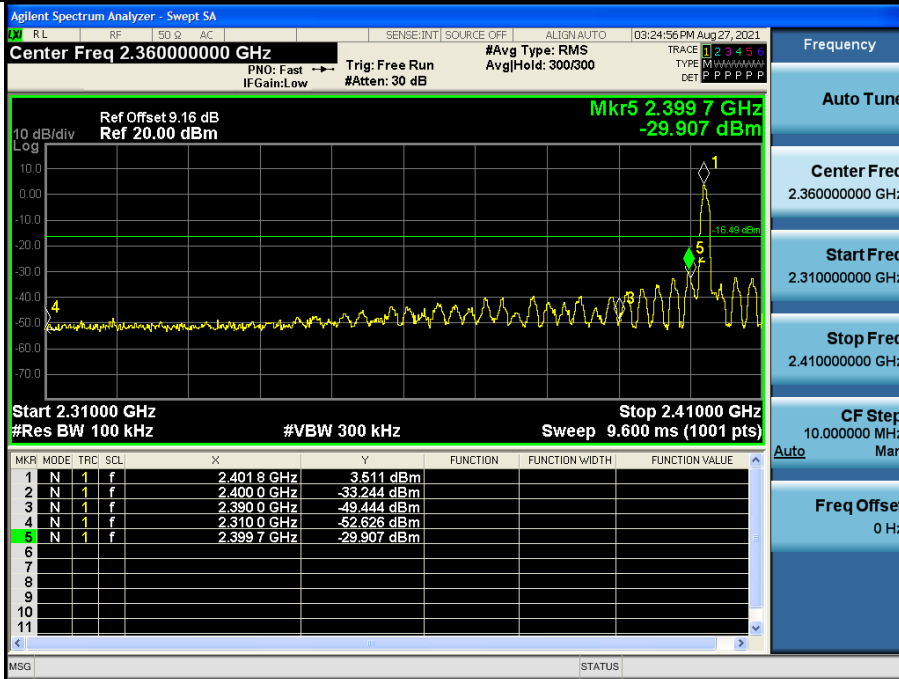 Agilent Spectrum Analyzer - Swept SA
LXI RL RF 50 Ω AC SENSE:INT SOURCE OFF ALIGN AUTO 03:24:56 PM Aug 27, 2021
Center Freq 2.360000000 GHz
PNO: Fast
IFGain:Low
Trig: Free Run
#Atten: 30 dB
#Avg Type: RMS
Avg|Hold: 300/300
TRACE 1 2 3 4 5 6
TYPE M
DET P P P P P P
Ref Offset 9.16 dB
Ref 20.00 dBm
10 dB/div
Log
Mkr5 2.399 7 GHz
-29.907 dBm
10.0
0.00
-10.0
-20.0
-30.0
-40.0
-50.0
-60.0
-70.0
1
-16.49 dBm
5
4
3
Start 2.31000 GHz
Stop 2.41000 GHz
#Res BW 100 kHz
#VBW 300 kHz
Sweep 9.600 ms (1001 pts)
MKR MODE TRC SCL X Y FUNCTION FUNCTION WIDTH FUNCTION VALUE
1 N 1 f 2.401 8 GHz 3.511 dBm
2 N 1 f 2.400 0 GHz -33.244 dBm
3 N 1 f 2.390 0 GHz -49.444 dBm
4 N 1 f 2.310 0 GHz -52.626 dBm
5 N 1 f 2.399 7 GHz -29.907 dBm
6
7
8
9
10
11
MSG STATUS
Frequency
Auto Tune
Center Freq
2.360000000 GHz
Start Freq
2.310000000 GHz
Stop Freq
2.410000000 GHz
CF Step
10.000000 MHz
Auto Man
Freq Offset
0 Hz